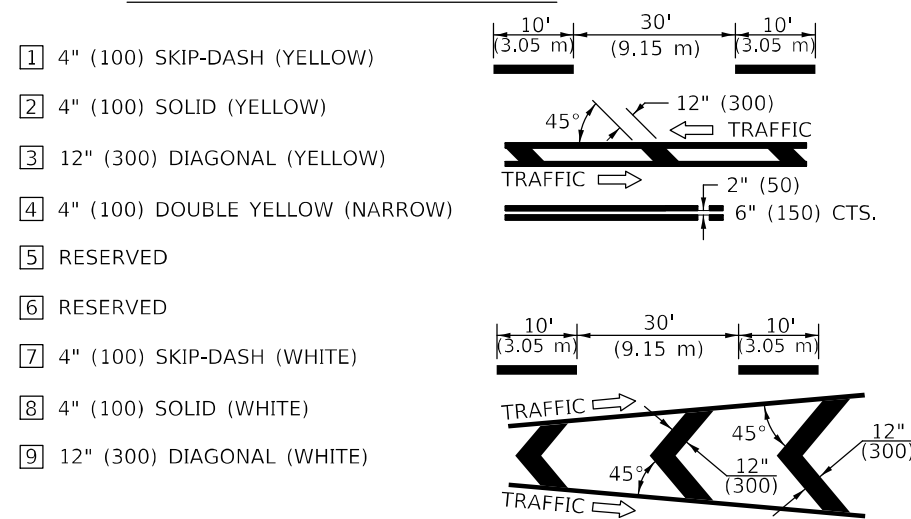 1 4" (100) SKIP-DASH (YELLOW)
2 4" (100) SOLID (YELLOW)
3 12" (300) DIAGONAL (YELLOW)
4 4" (100) DOUBLE YELLOW (NARROW)
5 RESERVED
6 RESERVED
7 4" (100) SKIP-DASH (WHITE)
8 4" (100) SOLID (WHITE)
9 12" (300) DIAGONAL (WHITE)
10' 30' 10'
(3.05 m) (9.15 m) (3.05 m)
12" (300)
45°
TRAFFIC
TRAFFIC
2" (50)
6" (150) CTS.
10' 30' 10'
(3.05 m) (9.15 m) (3.05 m)
TRAFFIC
45°
12"
(300)
45°
12"
(300)
TRAFFIC